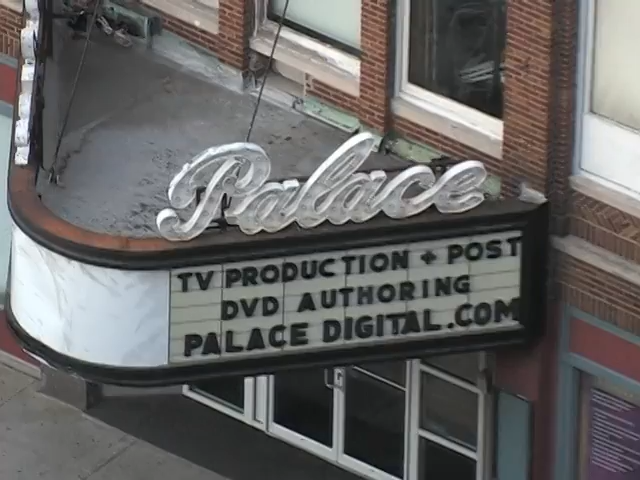 Palace
TV PRODUCTION + POST
DVD AUTHORING
PALACE DIGITAL.COM